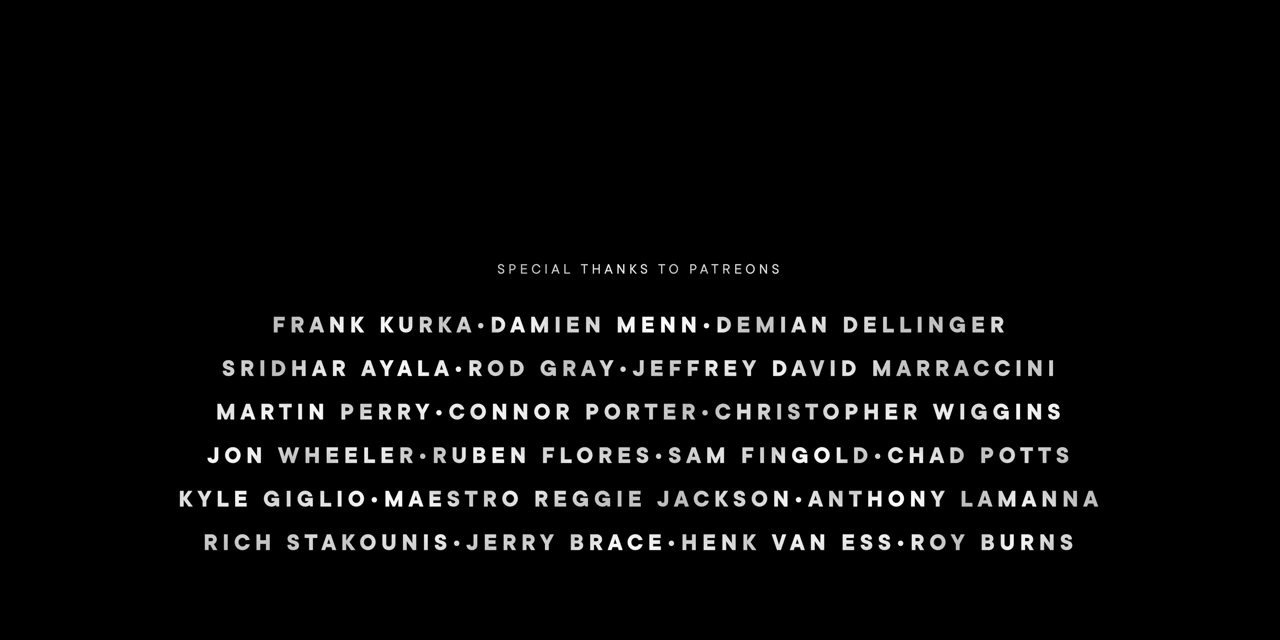 SPECIAL THANKS TO PATREONS
FRANK KURKA•DAMIEN MENN•DEMIAN DELLINGER
SRIDHAR AYALA•ROD GRAY•JEFFREY DAVID MARRACCINI
MARTIN PERRY•CONNOR PORTER•CHRISTOPHER WIGGINS
JON WHEELER•RUBEN FLORES•SAM FINGOLD•CHAD POTTS
KYLE GIGLIO•MAESTRO REGGIE JACKSON•ANTHONY LAMANNA
RICH STAKOUNIS•JERRY BRACE•HENK VAN ESS•ROY BURNS